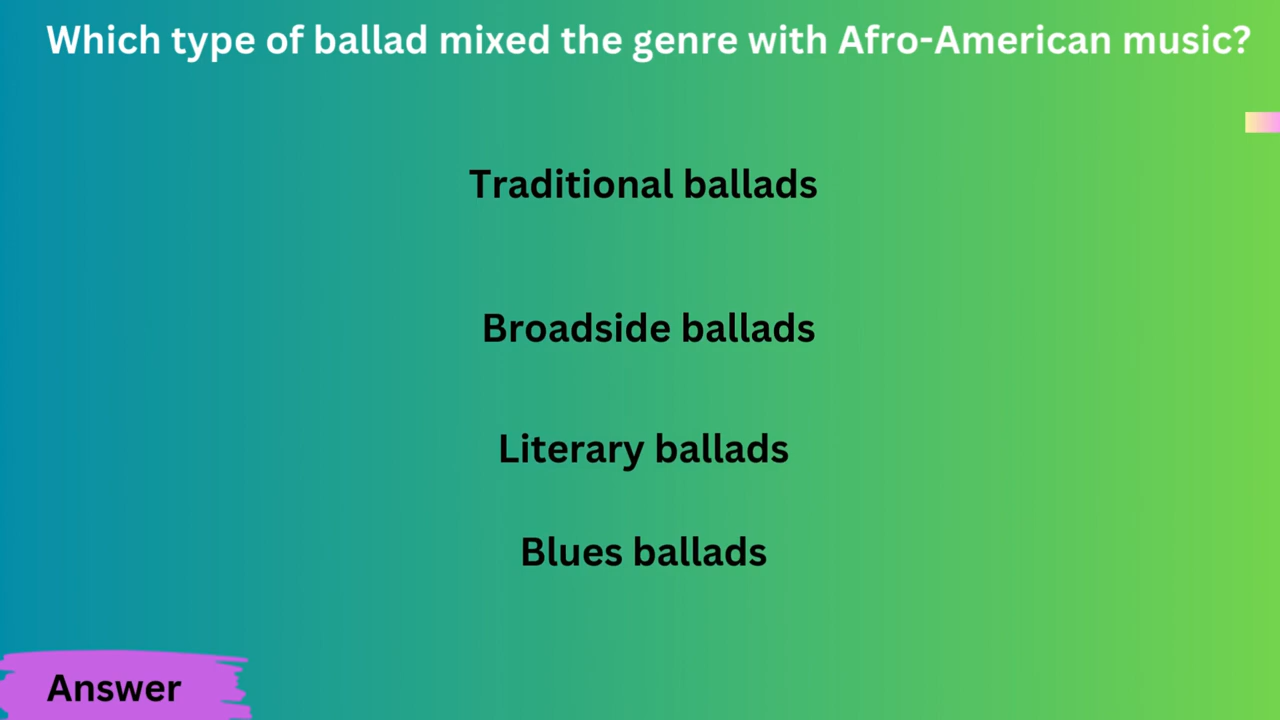 Which type of ballad mixed the genre with Afro-American music?
Traditional ballads
Broadside ballads
Literary ballads
Blues ballads
Answer